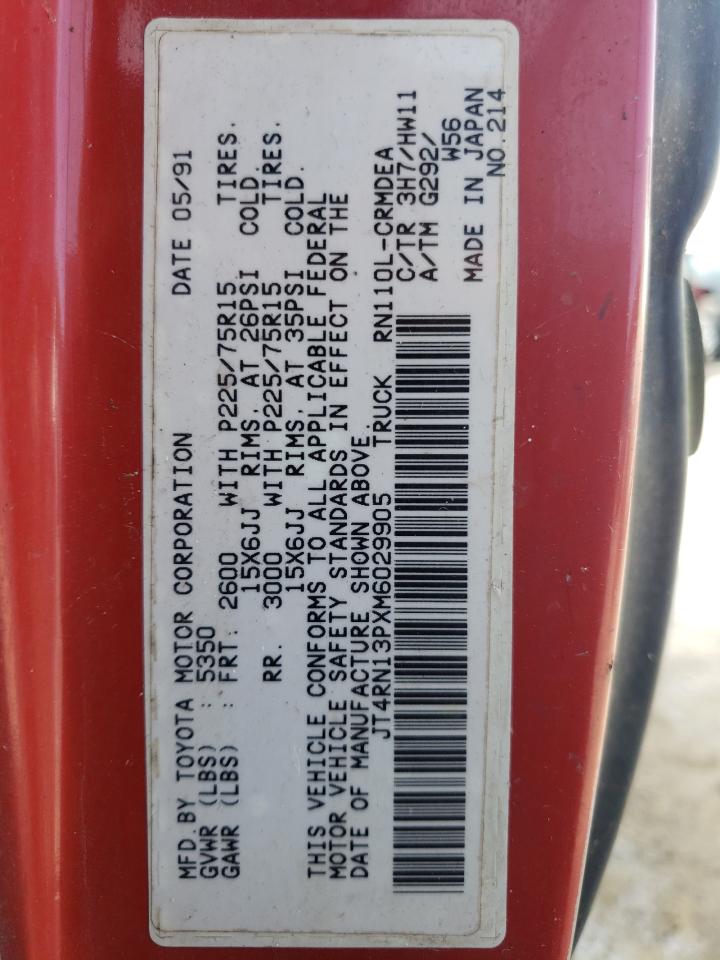 MFD.BY TOYOTA MOTOR CORPORATION DATE 05/91
GVWR (LBS) : 5350
GAWR (LBS) : FRT: 2600 WITH P225/75R15 TIRES,
15X6JJ RIMS, AT 26PSI COLD
RR. 3000 WITH P225/75R15 TIRES,
15X6JJ RIMS, AT 35PSI COLD.
THIS VEHICLE CONFORMS TO ALL APPLICABLE FEDERAL
MOTOR VEHICLE SAFETY STANDARDS IN EFFECT ON THE
DATE OF MANUFACTURE SHOWN ABOVE.
JT4RN13PXM6029905 TRUCK RN110L-CRMDEA
C/TR 3H7/HW11
A/TM G292/
W56
MADE IN JAPAN
NO.214